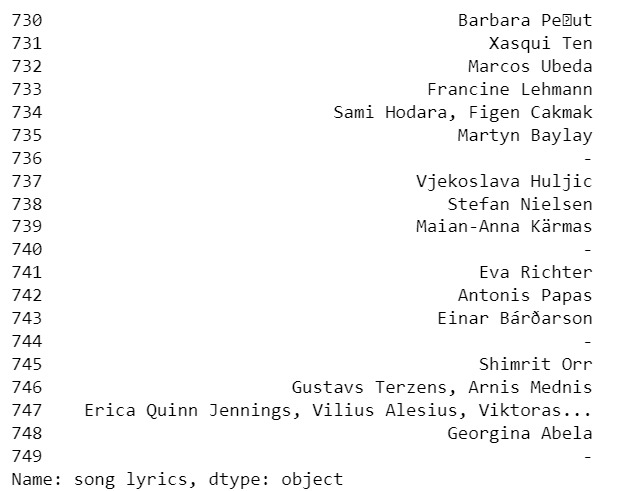 730 Barbara Pe�ut
731 Xasqui Ten
732 Marcos Ubeda
733 Francine Lehmann
734 Sami Hodara, Figen Cakmak
735 Martyn Baylay
736 -
737 Vjekoslava Huljic
738 Stefan Nielsen
739 Maian-Anna Kärmas
740 -
741 Eva Richter
742 Antonis Papas
743 Einar Bárðarson
744 -
745 Shimrit Orr
746 Gustavs Terzens, Arnis Mednis
747 Erica Quinn Jennings, Vilius Alesius, Viktoras...
748 Georgina Abela
749 -
Name: song lyrics, dtype: object